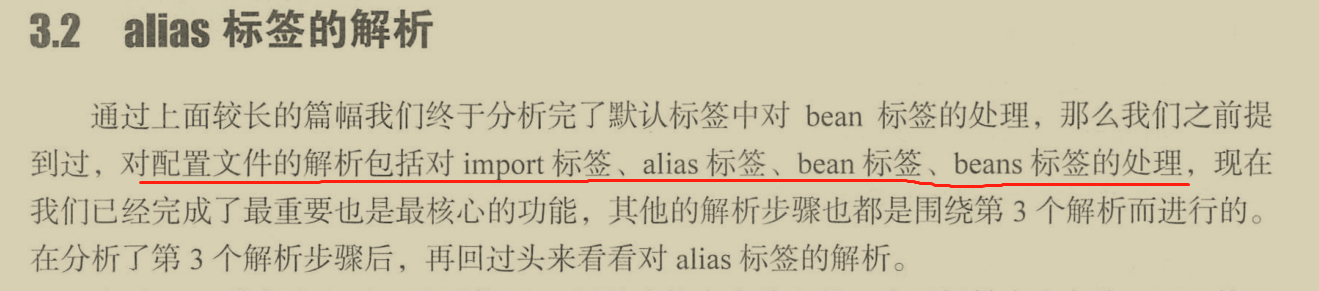 3.2 alias 标签的解析
通过上面较长的篇幅我们终于分析完了默认标签中对 bean 标签的处理，那么我们之前提
到过，对配置文件的解析包括对 import 标签、alias 标签、bean 标签、beans 标签的处理，现在
我们已经完成了最重要也是最核心的功能，其他的解析步骤也都是围绕第 3 个解析而进行的。
在分析了第 3 个解析步骤后，再回过头来看看对 alias 标签的解析。